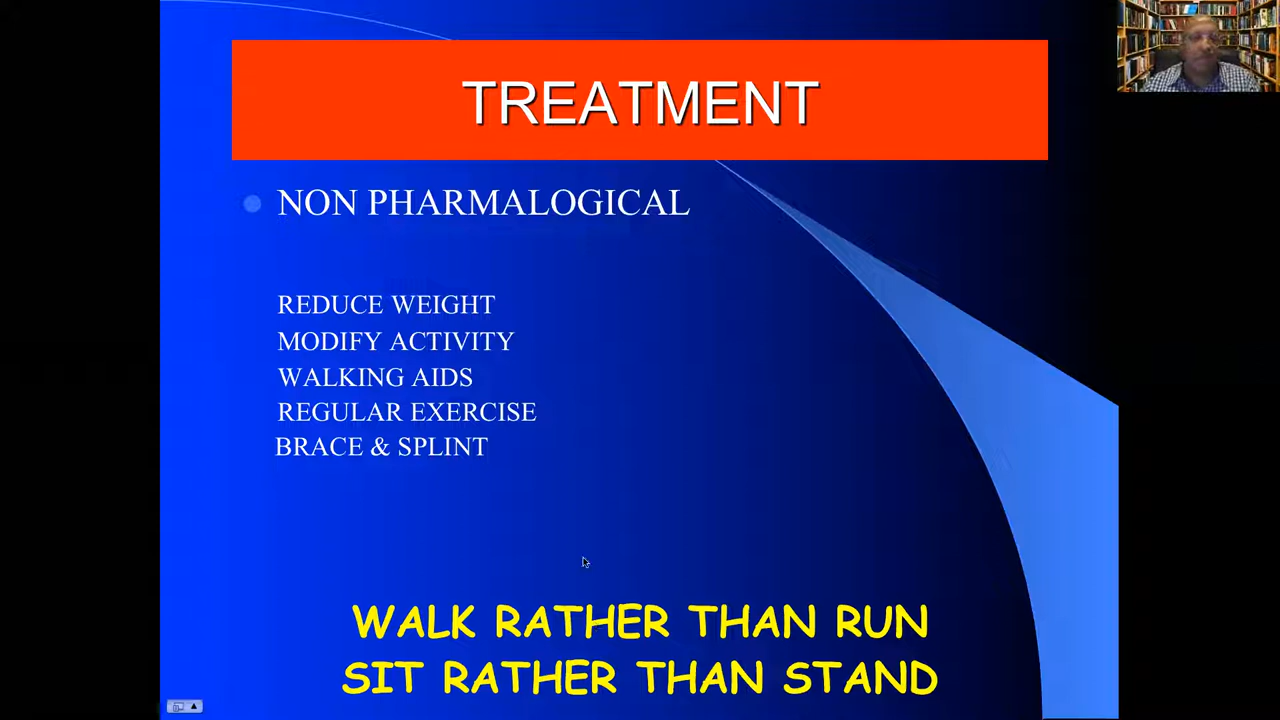 TREATMENT
NON PHARMALOGICAL
REDUCE WEIGHT
MODIFY ACTIVITY
WALKING AIDS
REGULAR EXERCISE
BRACE & SPLINT
WALK RATHER THAN RUN
SIT RATHER THAN STAND